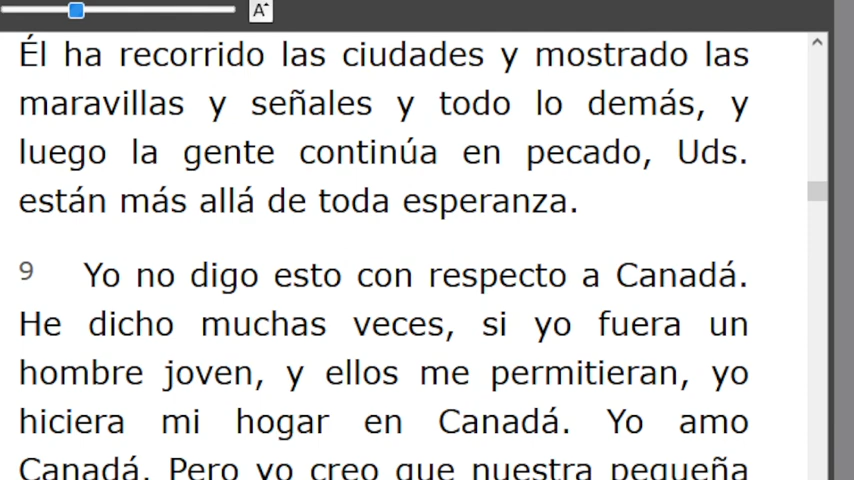 A
Él ha recorrido las ciudades y mostrado las
maravillas y señales y todo lo demás, y
luego la gente continúa en pecado, Uds.
están más allá de toda esperanza.
9 Yo no digo esto con respecto a Canadá.
He dicho muchas veces, si yo fuera un
hombre joven, y ellos me permitieran, yo
hiciera mi hogar en Canadá. Yo amo
Canadá. Pero yo creo que nuestra pequeña